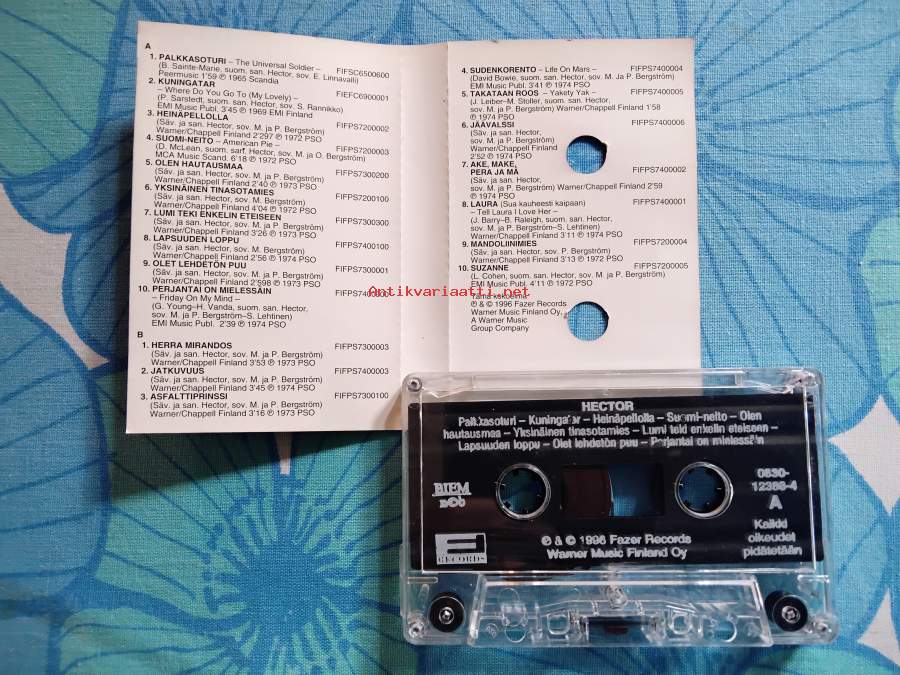 A
1. PALKKASOTURI – The Universal Soldier – FIFSC6500600
(B. Sainte-Marie, suom. san. Hector, sov. E. Linnavalli)
Peermusic 1'59 ℗ 1965 Scandia
2. KUNINGATAR FIEFC6900001
– Where Do You Go To (My Lovely) –
(P. Sarstedt, suom. san. Hector, sov. S. Rannikko)
EMI Music Publ. 3'45 ℗ 1969 EMI Finland
3. HEINÄPELLOLLA FIFPS7200002
(Säv. ja san. Hector, sov. M. ja P. Bergström)
Warner/Chappell Finland 2'297 ℗ 1972 PSO
4. SUOMI-NEITO – American Pie – FIFPS7200003
(D. McLean, suom. san. Hector, sov. M. ja O. Bergström)
MCA Music Scand. 6'18 ℗ 1972 PSO
5. OLEN HAUTAUSMAA FIFPS7300200
(Säv. ja san. Hector, sov. M. ja P. Bergström)
Warner/Chappell Finland 2'40 ℗ 1973 PSO
6. YKSINÄINEN TINASOTAMIES FIFPS7200100
(Säv. ja san. Hector, sov. M. ja P. Bergström)
Warner/Chappell Finland 4'04 ℗ 1972 PSO
7. LUMI TEKI ENKELIN ETEISEEN FIFPS7300300
(Säv. ja san. Hector, sov. M. ja P. Bergström)
Warner/Chappell Finland 3'26 ℗ 1973 PSO
8. LAPSUUDEN LOPPU FIFPS7400100
(Säv. ja san. Hector, sov. M. Bergström)
Warner/Chappell Finland 2'56 ℗ 1974 PSO
9. OLET LEHDETÖN PUU FIFPS7300001
(Säv. ja san. Hector, sov. M. ja P. Bergström)
Warner/Chappell Finland 2'598 ℗ 1973 PSO
10. PERJANTAI ON MIELESSÄIN
– Friday On My Mind –
(G. Young–H. Vanda, suom. san.
Hector, sov. M. ja P. Bergström–S. Lehtinen)
EMI Music Publ. 2'39 ℗ 1974 PSO
B
1. HERRA MIRANDOS FIFPS7300003
(Säv. ja san. Hector, sov. M. ja P. Bergström)
Warner/Chappell Finland 3'53 ℗ 1973 PSO
2. JATKUVUUS FIFPS7400003
(Säv. ja san. Hector, sov. M. ja P. Bergström)
Warner/Chappell Finland 3'45 ℗ 1974 PSO
3. ASFALTTIPRINSSI FIFPS7300100
(Säv. ja san. Hector, sov. M. ja P. Bergström)
Warner/Chappell Finland 3'16 ℗ 1973 PSO
4. SUDENKORENTO – Life On Mars – FIFPS7400004
(David Bowie, suom. san. Hector, sov. M. ja P. Bergström)
EMI Music Publ. 3'41 ℗ 1974 PSO
5. TAKATAAN ROOS – Yakety Yak – FIFPS7400005
(J. Leiber–M. Stoller, suom. san. Hector,
sov. M. ja P. Bergström) Warner/Chappell Finland 1'58
℗ 1974 PSO
6. JÄÄVALSSI FIFPS7400006
(Säv. ja san. Hector,
sov. M. ja P. Bergström)
Warner/Chappell Finland
2'52 ℗ 1974 PSO
7. AKE, MAKE, FIFPS7400002
PERA JA MÄ
(Säv. ja san. Hector,
sov. M. ja P. Bergström) Warner/Chappell Finland 2'59
℗ 1974 PSO
8. LAURA (Sua kauheesti kaipaan) FIFPS7400001
– Tell Laura I Love Her –
(J. Barry–B. Raleigh, suom. san. Hector,
sov. M. ja P. Bergström–S. Lehtinen)
Warner/Chappell Finland 3'11 ℗ 1974 PSO
9. MANDOLIINIMIES FIFPS7200004
(Säv. ja san. Hector, sov. P. Bergström)
Warner/Chappell Finland 3'13 ℗ 1972 PSO
10. SUZANNE FIFPS7200005
(L. Cohen, suom. san. Hector, sov. M. ja P. Bergström)
EMI Music Publ. 4'11 ℗ 1972 PSO
Tämä kokoelma
℗ & © 1996 Fazer Records
Warner Music Finland Oy,
A Warner Music
Group Company
Antikvariaatti.net
HECTOR
Palkkasoturi – Kuningatar – Heinäpellolla – Suomi-neito – Olen
hautausmaa – Yksinäinen tinasotamies – Lumi teki enkelin eteiseen –
Lapsuuden loppu – Olet lehdetön puu – Perjantai on mielessäin
BIEM
ncb
0630-
12388-4
A
F
RECORDS
℗ & © 1996 Fazer Records
Warner Music Finland Oy
Kaikki
oikeudet
pidätetään